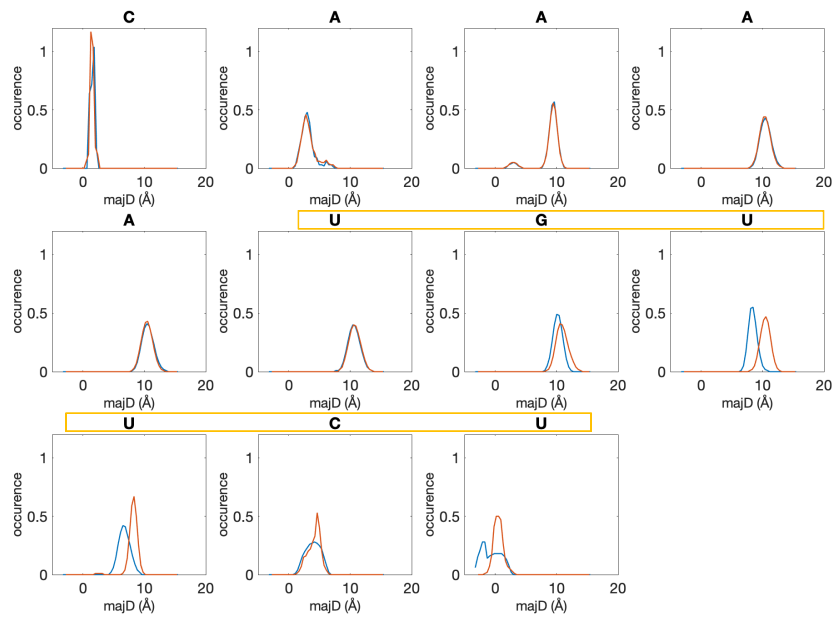 C A A A
1 1 1 1
occurence occurence occurence occurence
0.5 0.5 0.5 0.5
0 0 0 0
0 10 20 0 10 20 0 10 20 0 10 20
majD (Å) majD (Å) majD (Å) majD (Å)
A U G U
1 1 1 1
occurence occurence occurence occurence
0.5 0.5 0.5 0.5
0 0 0 0
0 10 20 0 10 20 0 10 20 0 10 20
majD (Å) majD (Å) majD (Å) majD (Å)
U C U
1 1 1
occurence occurence occurence
0.5 0.5 0.5
0 0 0
0 10 20 0 10 20 0 10 20
majD (Å) majD (Å) majD (Å)